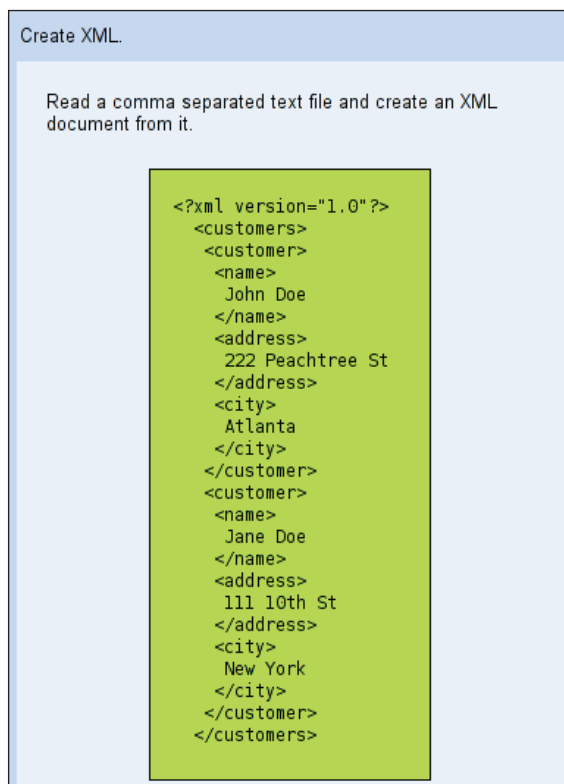 Create XML.
Read a comma separated text file and create an XML
document from it.
<?xml version="1.0"?>
<customers>
<customer>
<name>
John Doe
</name>
<address>
222 Peachtree St
</address>
<city>
Atlanta
</city>
</customer>
<customer>
<name>
Jane Doe
</name>
<address>
111 10th St
</address>
<city>
New York
</city>
</customer>
</customers>